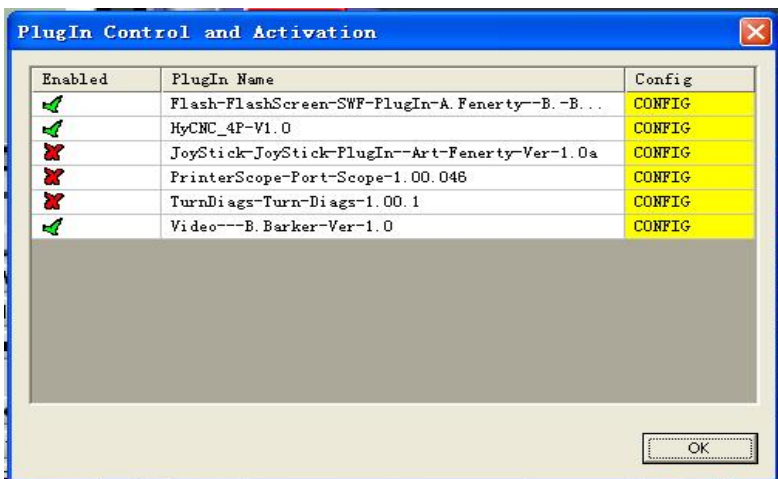 PlugIn Control and Activation
Enabled PlugIn Name Config
Flash-FlashScreen-SWF-PlugIn-A.Fenerty--B.-B... CONFIG
HyCNC_4P-V1.0 CONFIG
JoyStick-JoyStick-PlugIn--Art-Fenerty-Ver-1.0a CONFIG
PrinterScope-Port-Scope-1.00.046 CONFIG
TurnDiags-Turn-Diags-1.00.1 CONFIG
Video---B.Barker-Ver-1.0 CONFIG
OK